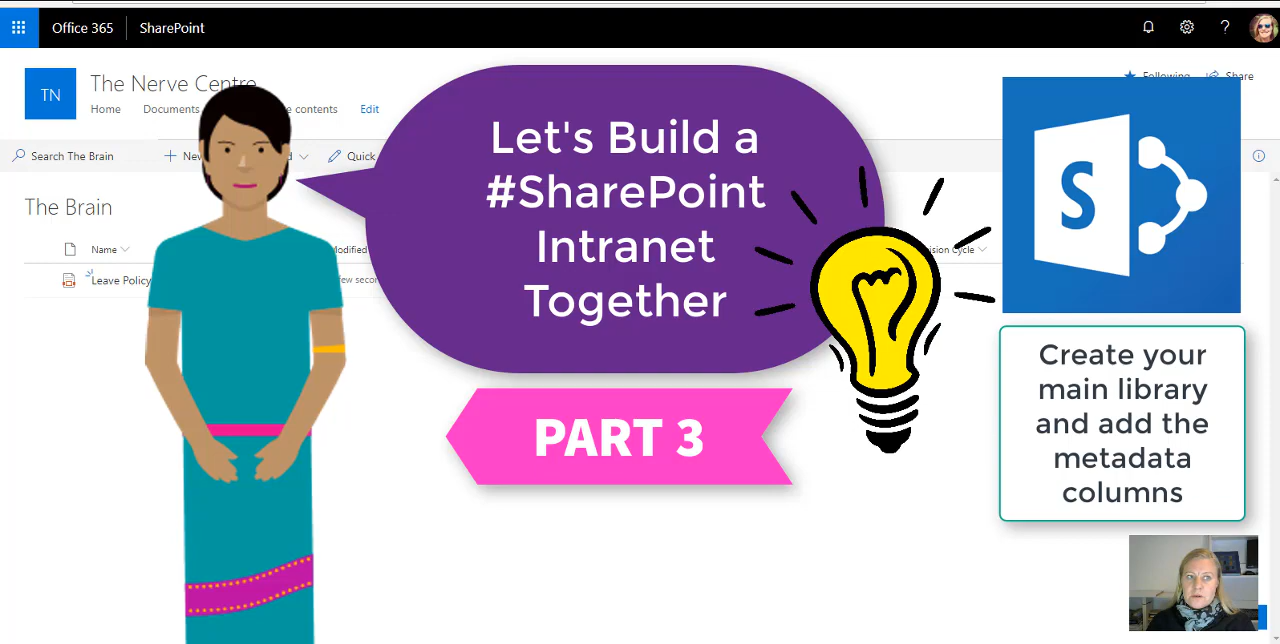 Office 365 SharePoint
The Nerve Centre
TN
Following Share
Home Documents contents Edit
Search The Brain
Quick
The Brain
Name
Leave Policy
Let's Build a
#SharePoint
Intranet
Together
PART 3
S
Create your
main library
and add the
metadata
columns